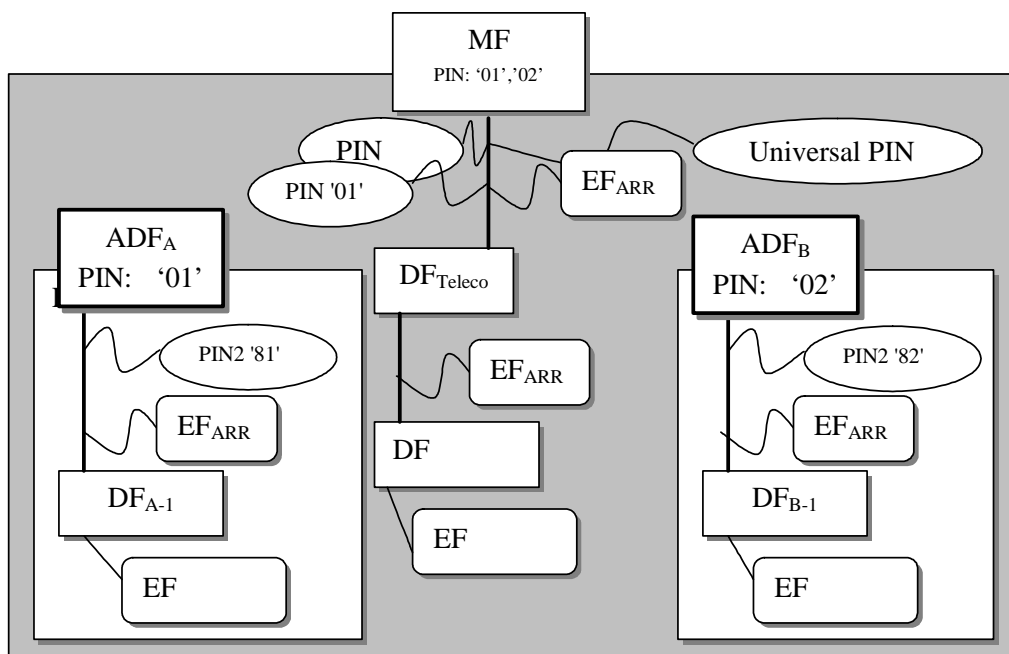 MF
PIN: ‘01’,’02’
PIN
Universal PIN
PIN '01'
EFARR
ADFA
PIN: ‘01’
DFTeleco
ADFB
PIN: ‘02’
PIN2 '81'
EFARR
PIN2 '82'
EFARR
DF
EFARR
DFA-1
DFB-1
EF
EF
EF